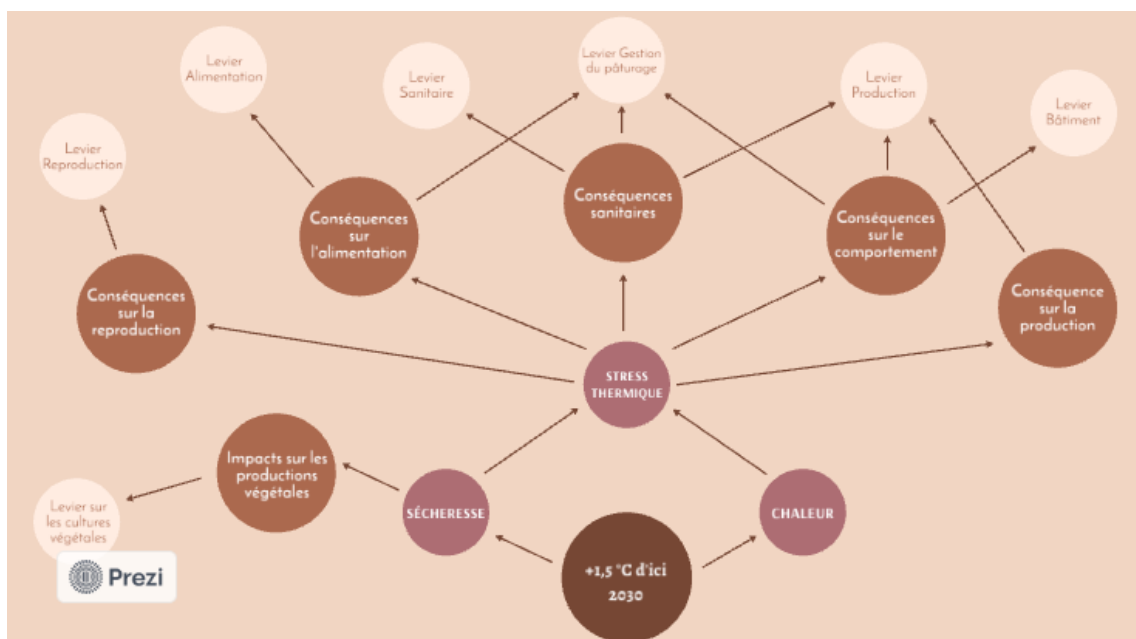 Levier
Alimentation
Levier
Sanitaire
Levier Gestion
du pâturage
Levier
Production
Levier
Bâtiment
Levier
Reproduction
Conséquences
sur
l'alimentation
Conséquences
sanitaires
Conséquences
sur le
comportement
Conséquences
sur la
reproduction
Conséquence
sur la
production
STRESS
THERMIQUE
Impacts sur les
productions
végétales
Levier sur
les cultures
végétales
SÉCHERESSE
CHALEUR
+1,5 °C d'ici
2030
Prezi